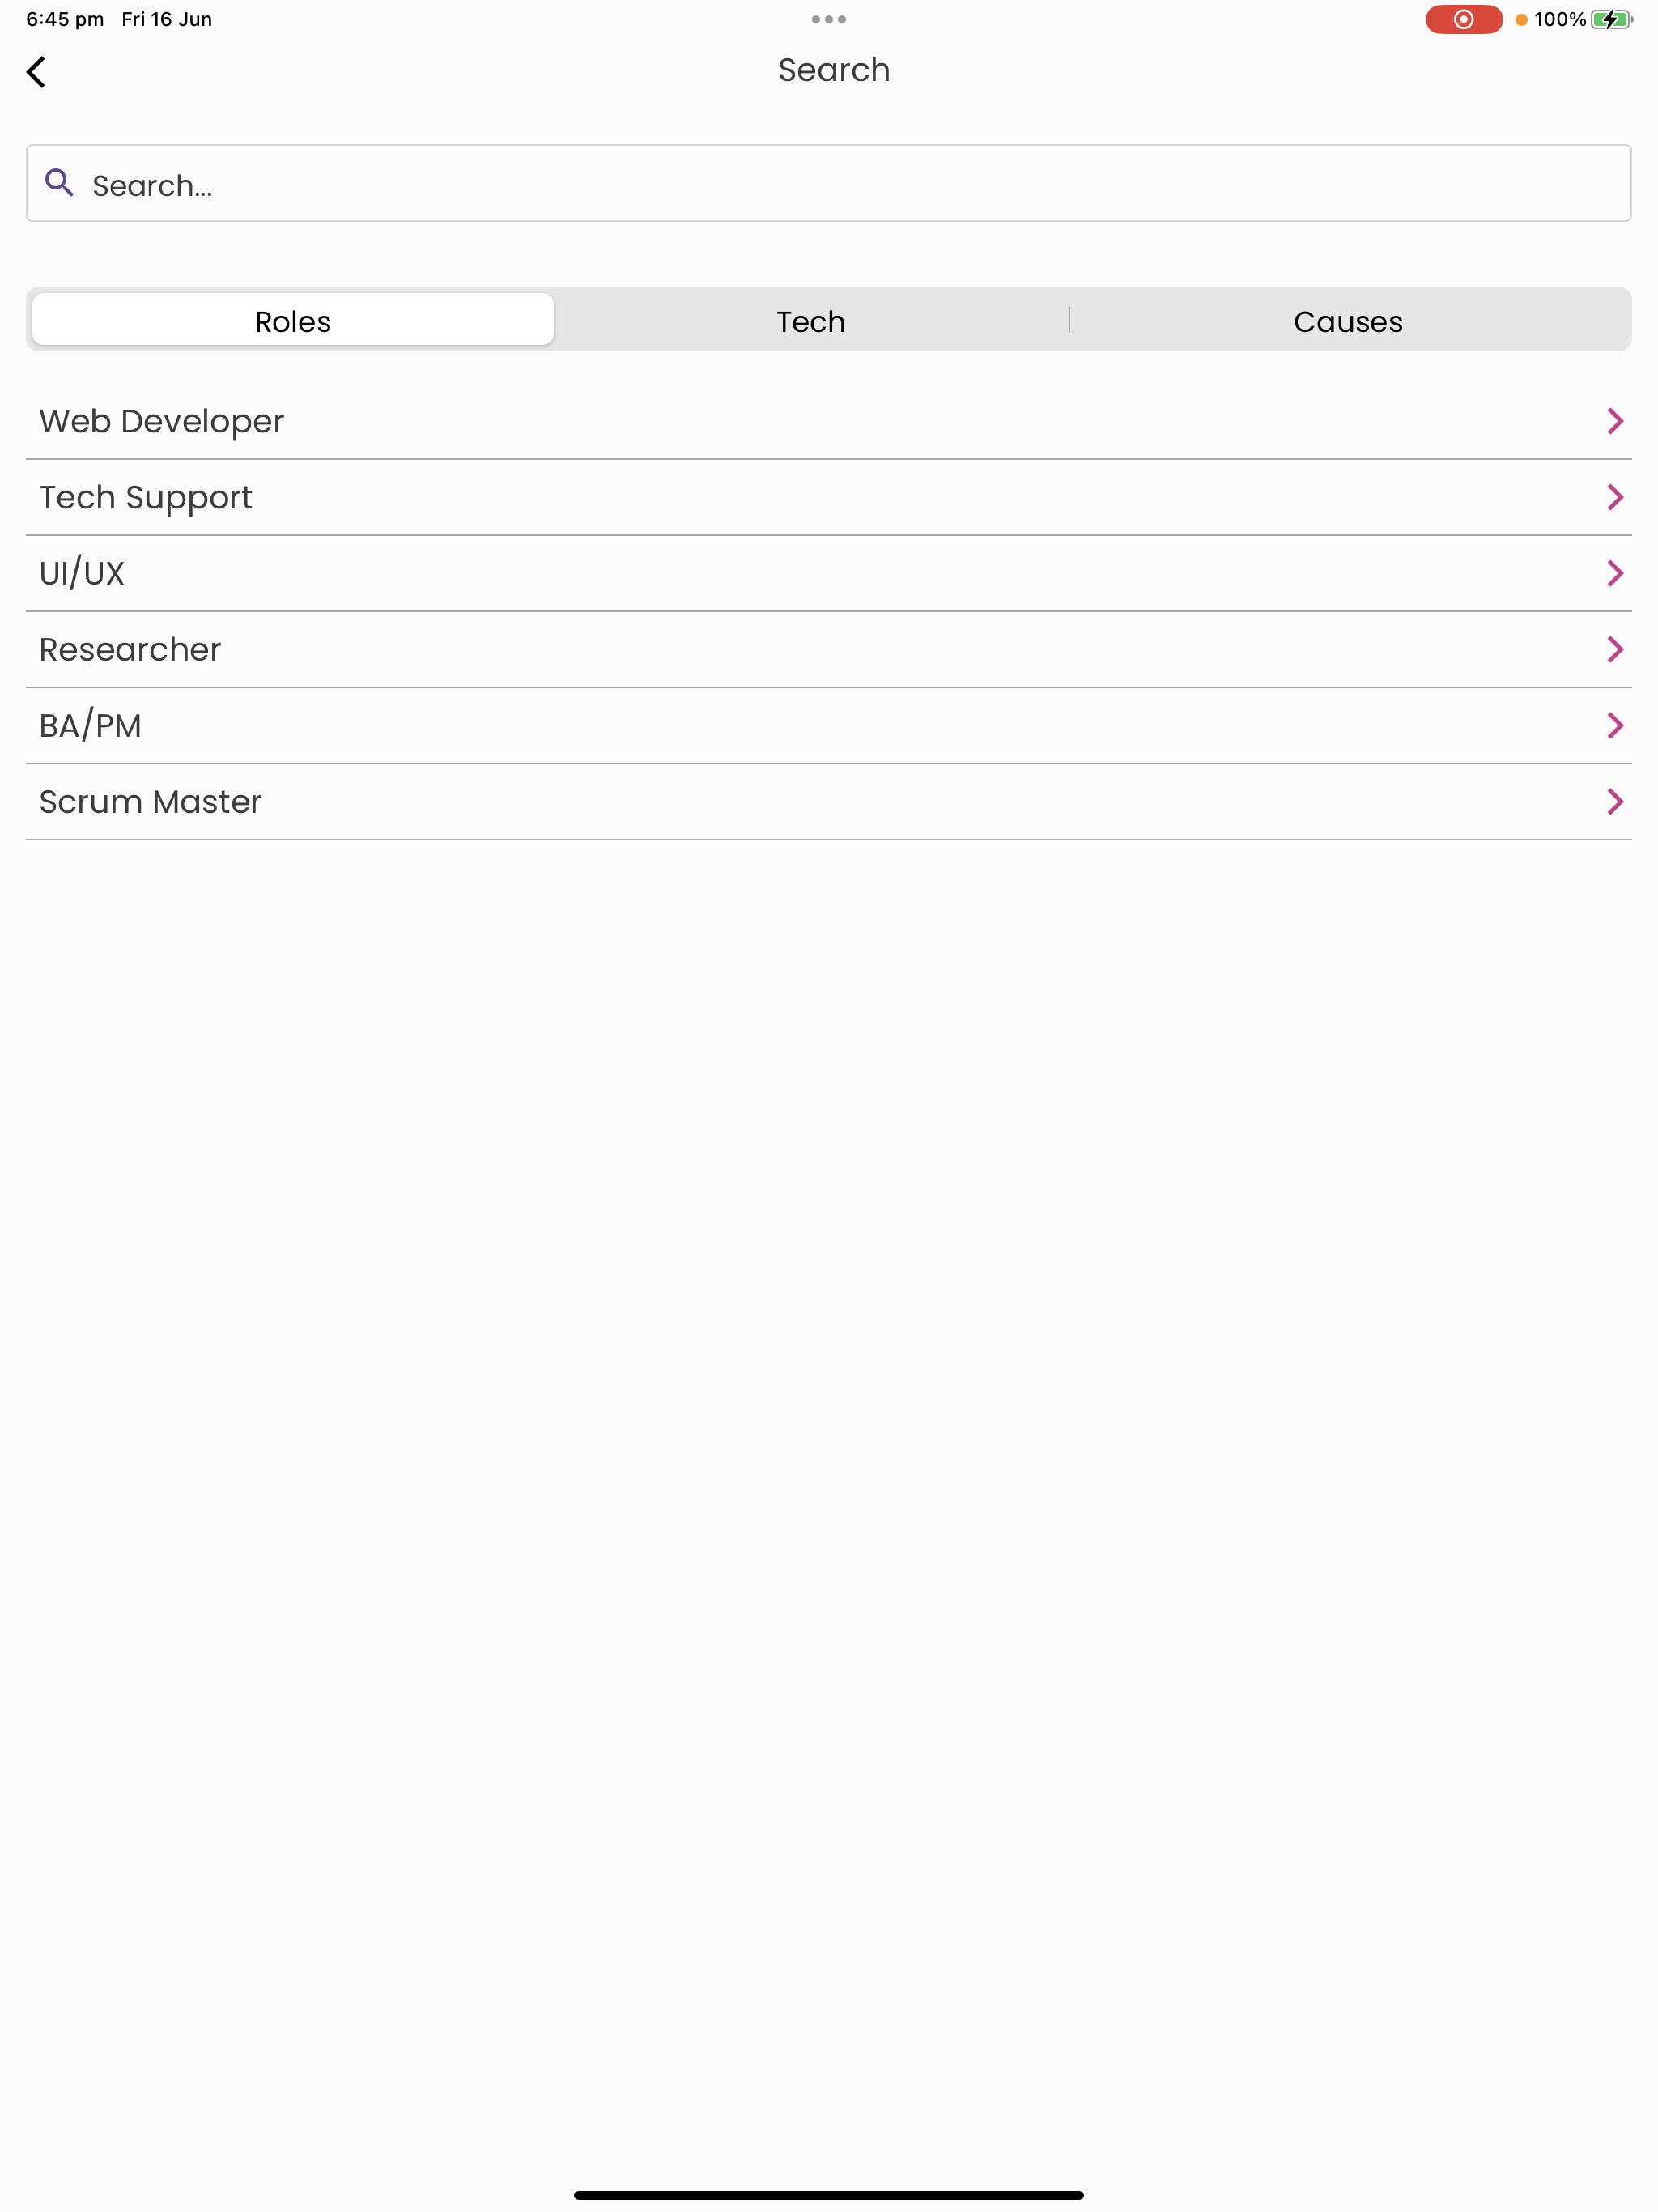 6:45 pm Fri 16 Jun 100%
Search
Search...
Roles Tech Causes
Web Developer
Tech Support
UI/UX
Researcher
BA/PM
Scrum Master